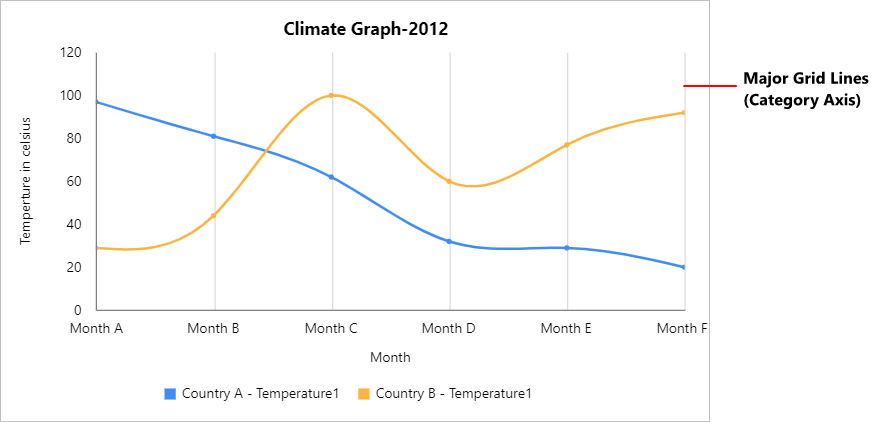 Climate Graph-2012
120
100
80
60
40
20
0
Temperture in celsius
Month A Month B Month C Month D Month E Month F
Month
Country A - Temperature1 Country B - Temperature1
Major Grid Lines
(Category Axis)